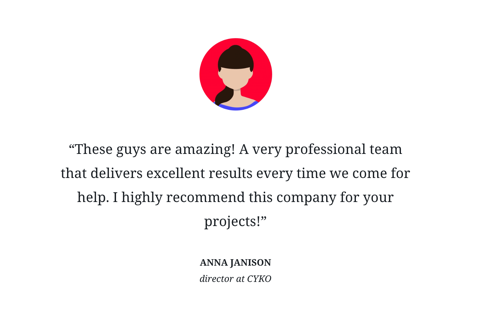 “These guys are amazing! A very professional team
that delivers excellent results every time we come for
help. I highly recommend this company for your
projects!”
ANNA JANISON
director at CYKO